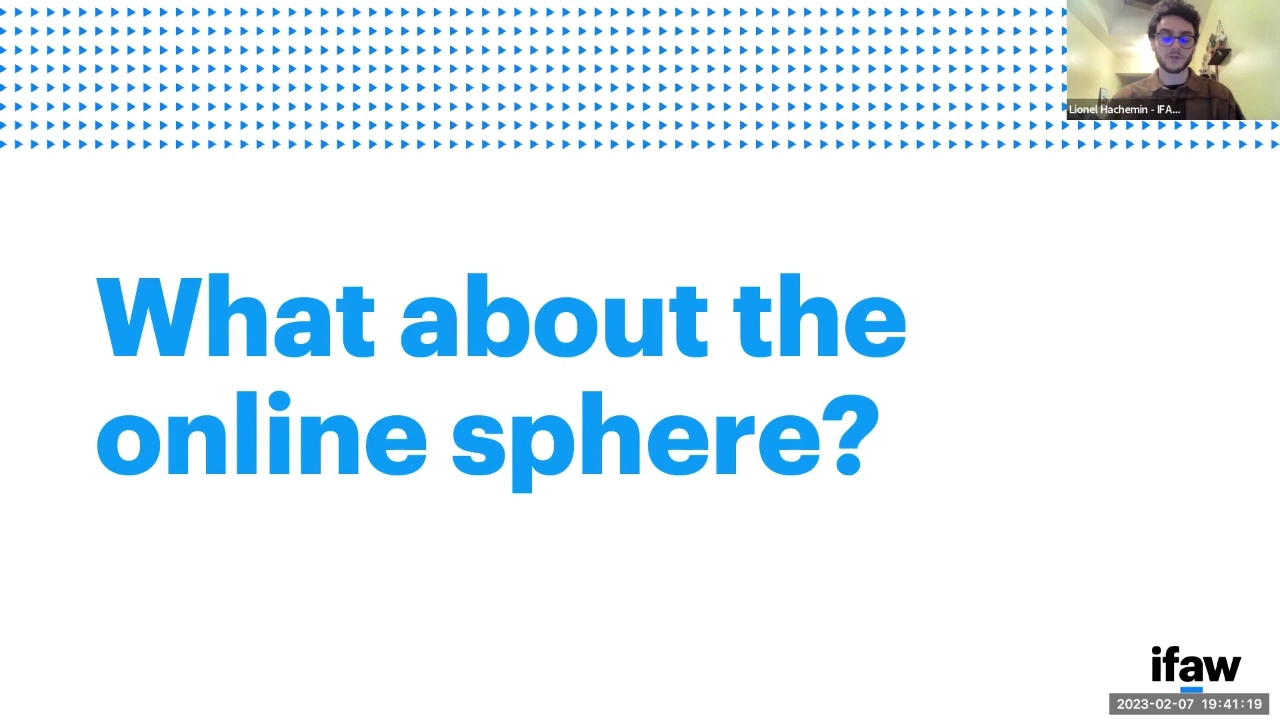 Lionel Hachemin - IFA...
What about the
online sphere?
ifaw
2023-02-07 19:41:19